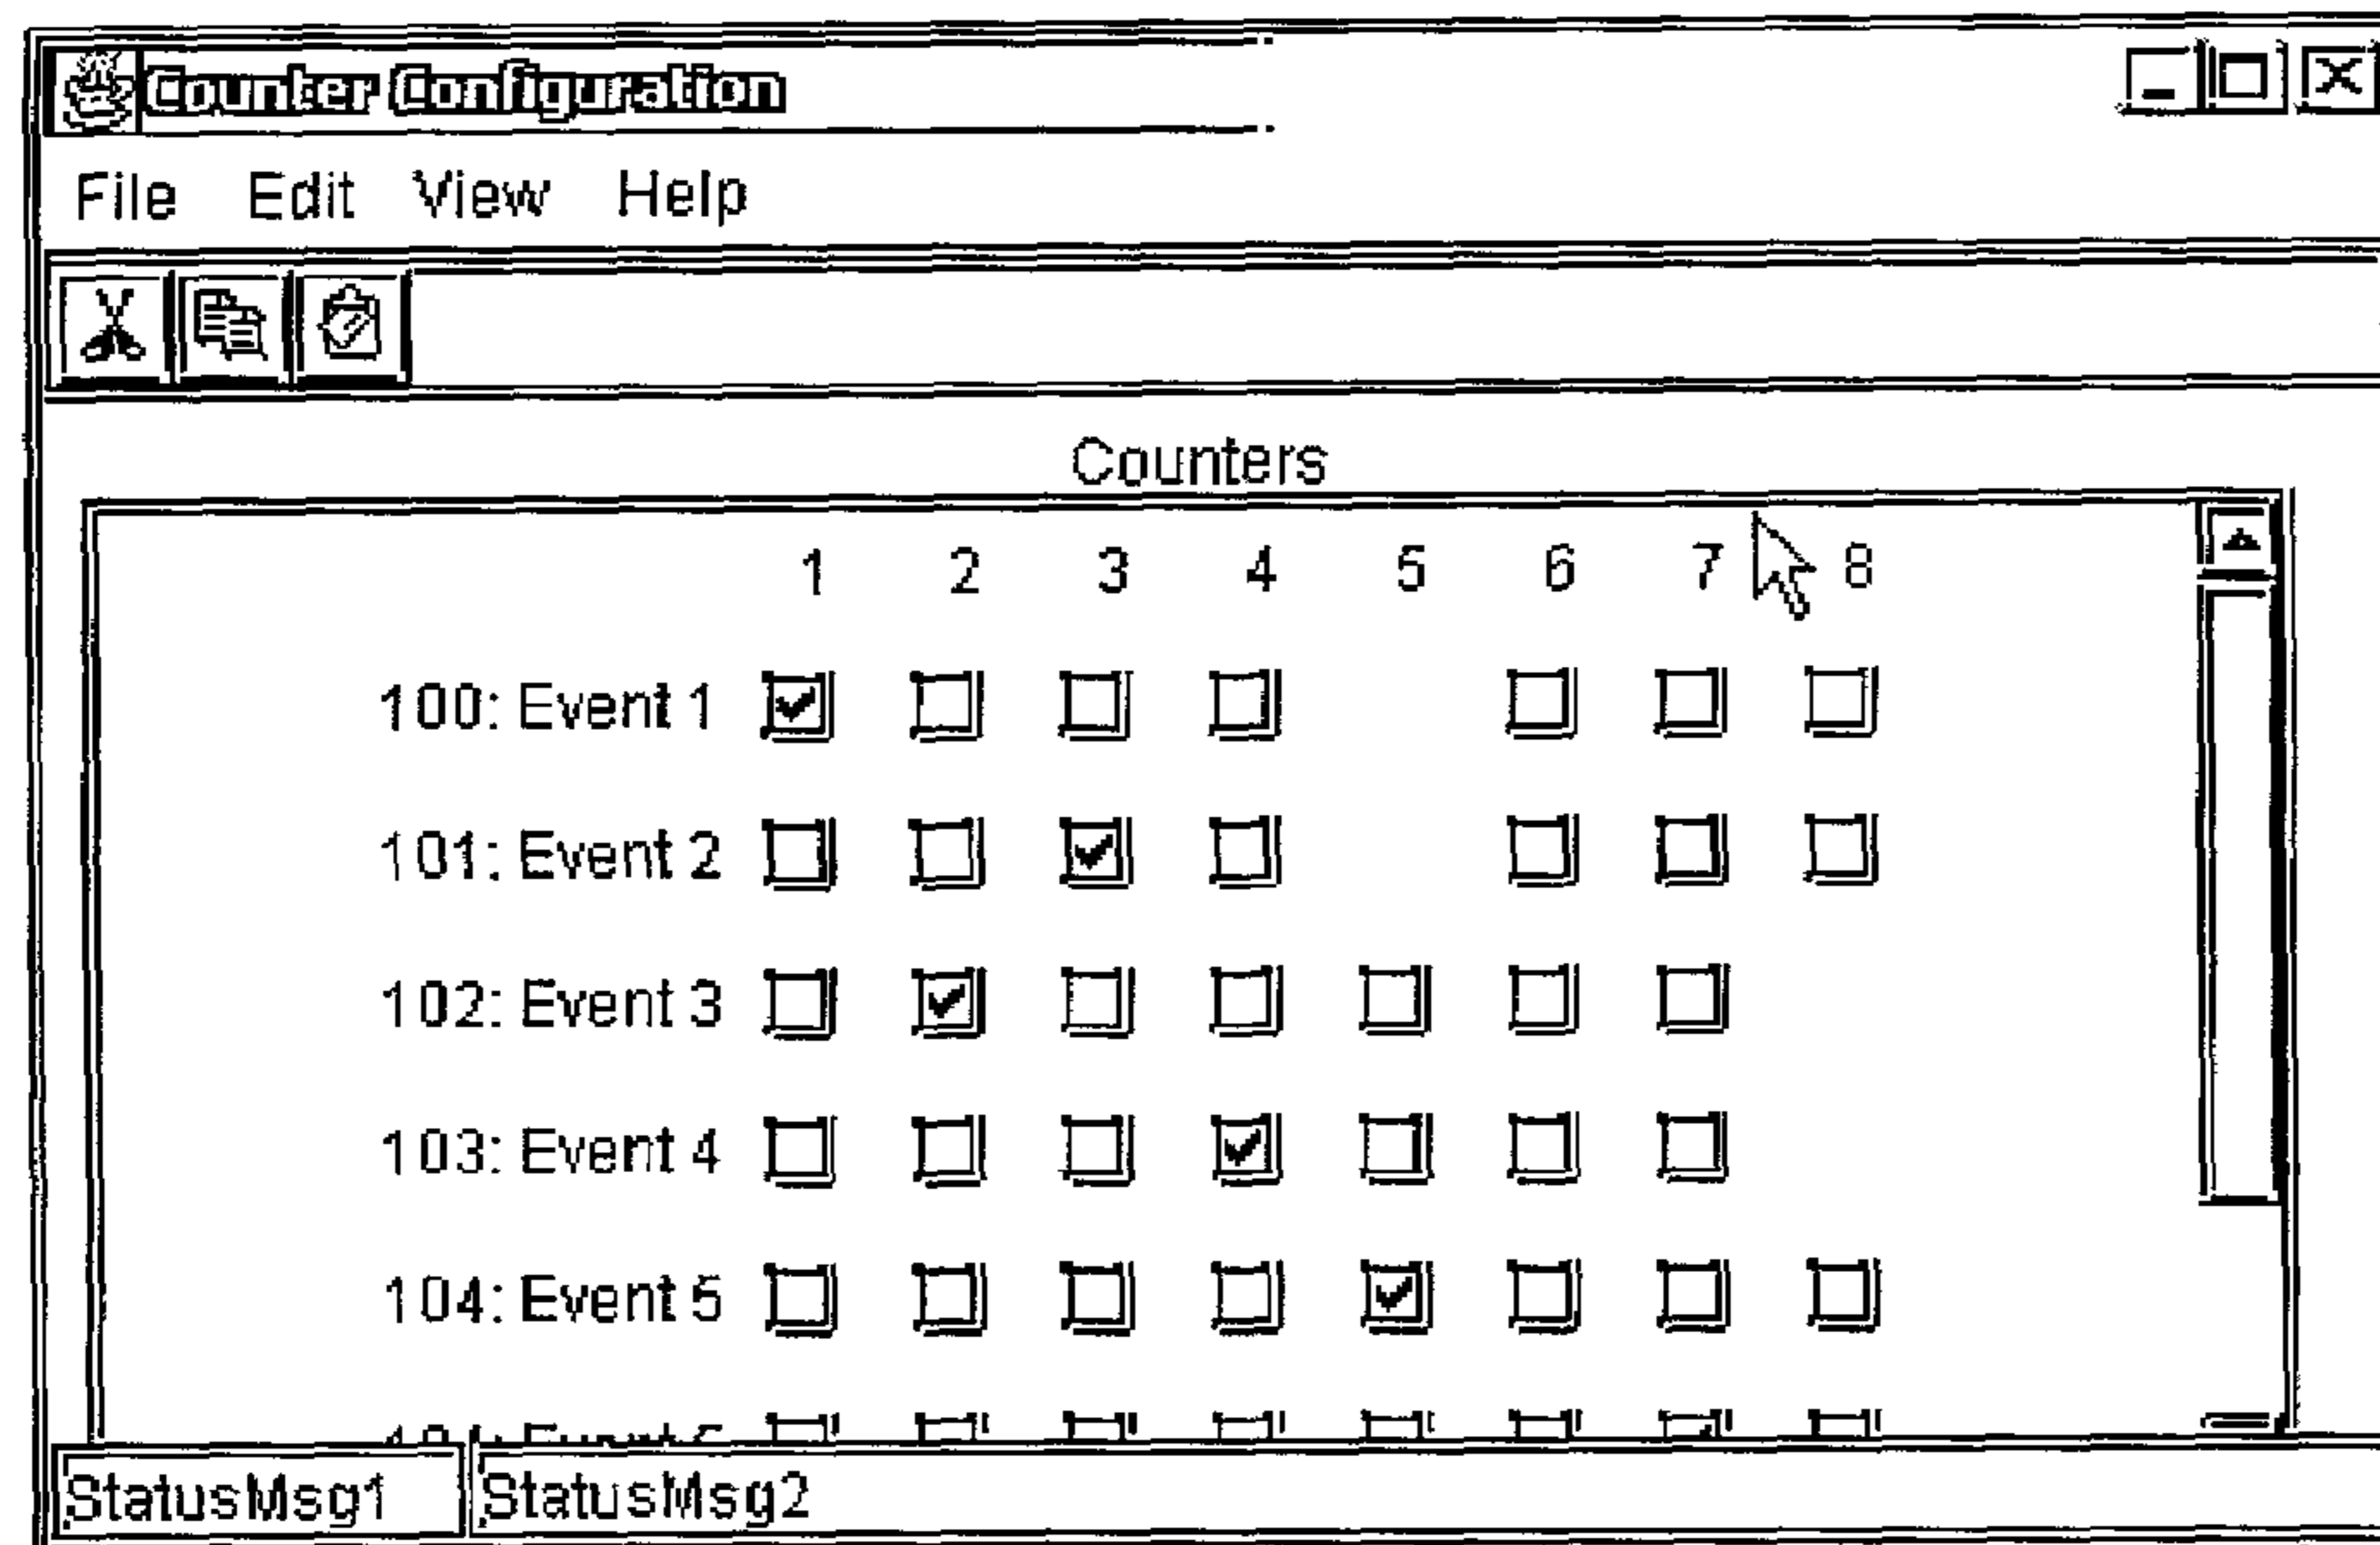 Counter Configuration
File Edit View Help
Counters
1 2 3 4 5 6 7 8
100: Event 1
101: Event 2
102: Event 3
103: Event 4
104: Event 5
StatusMsg1 StatusMsg2